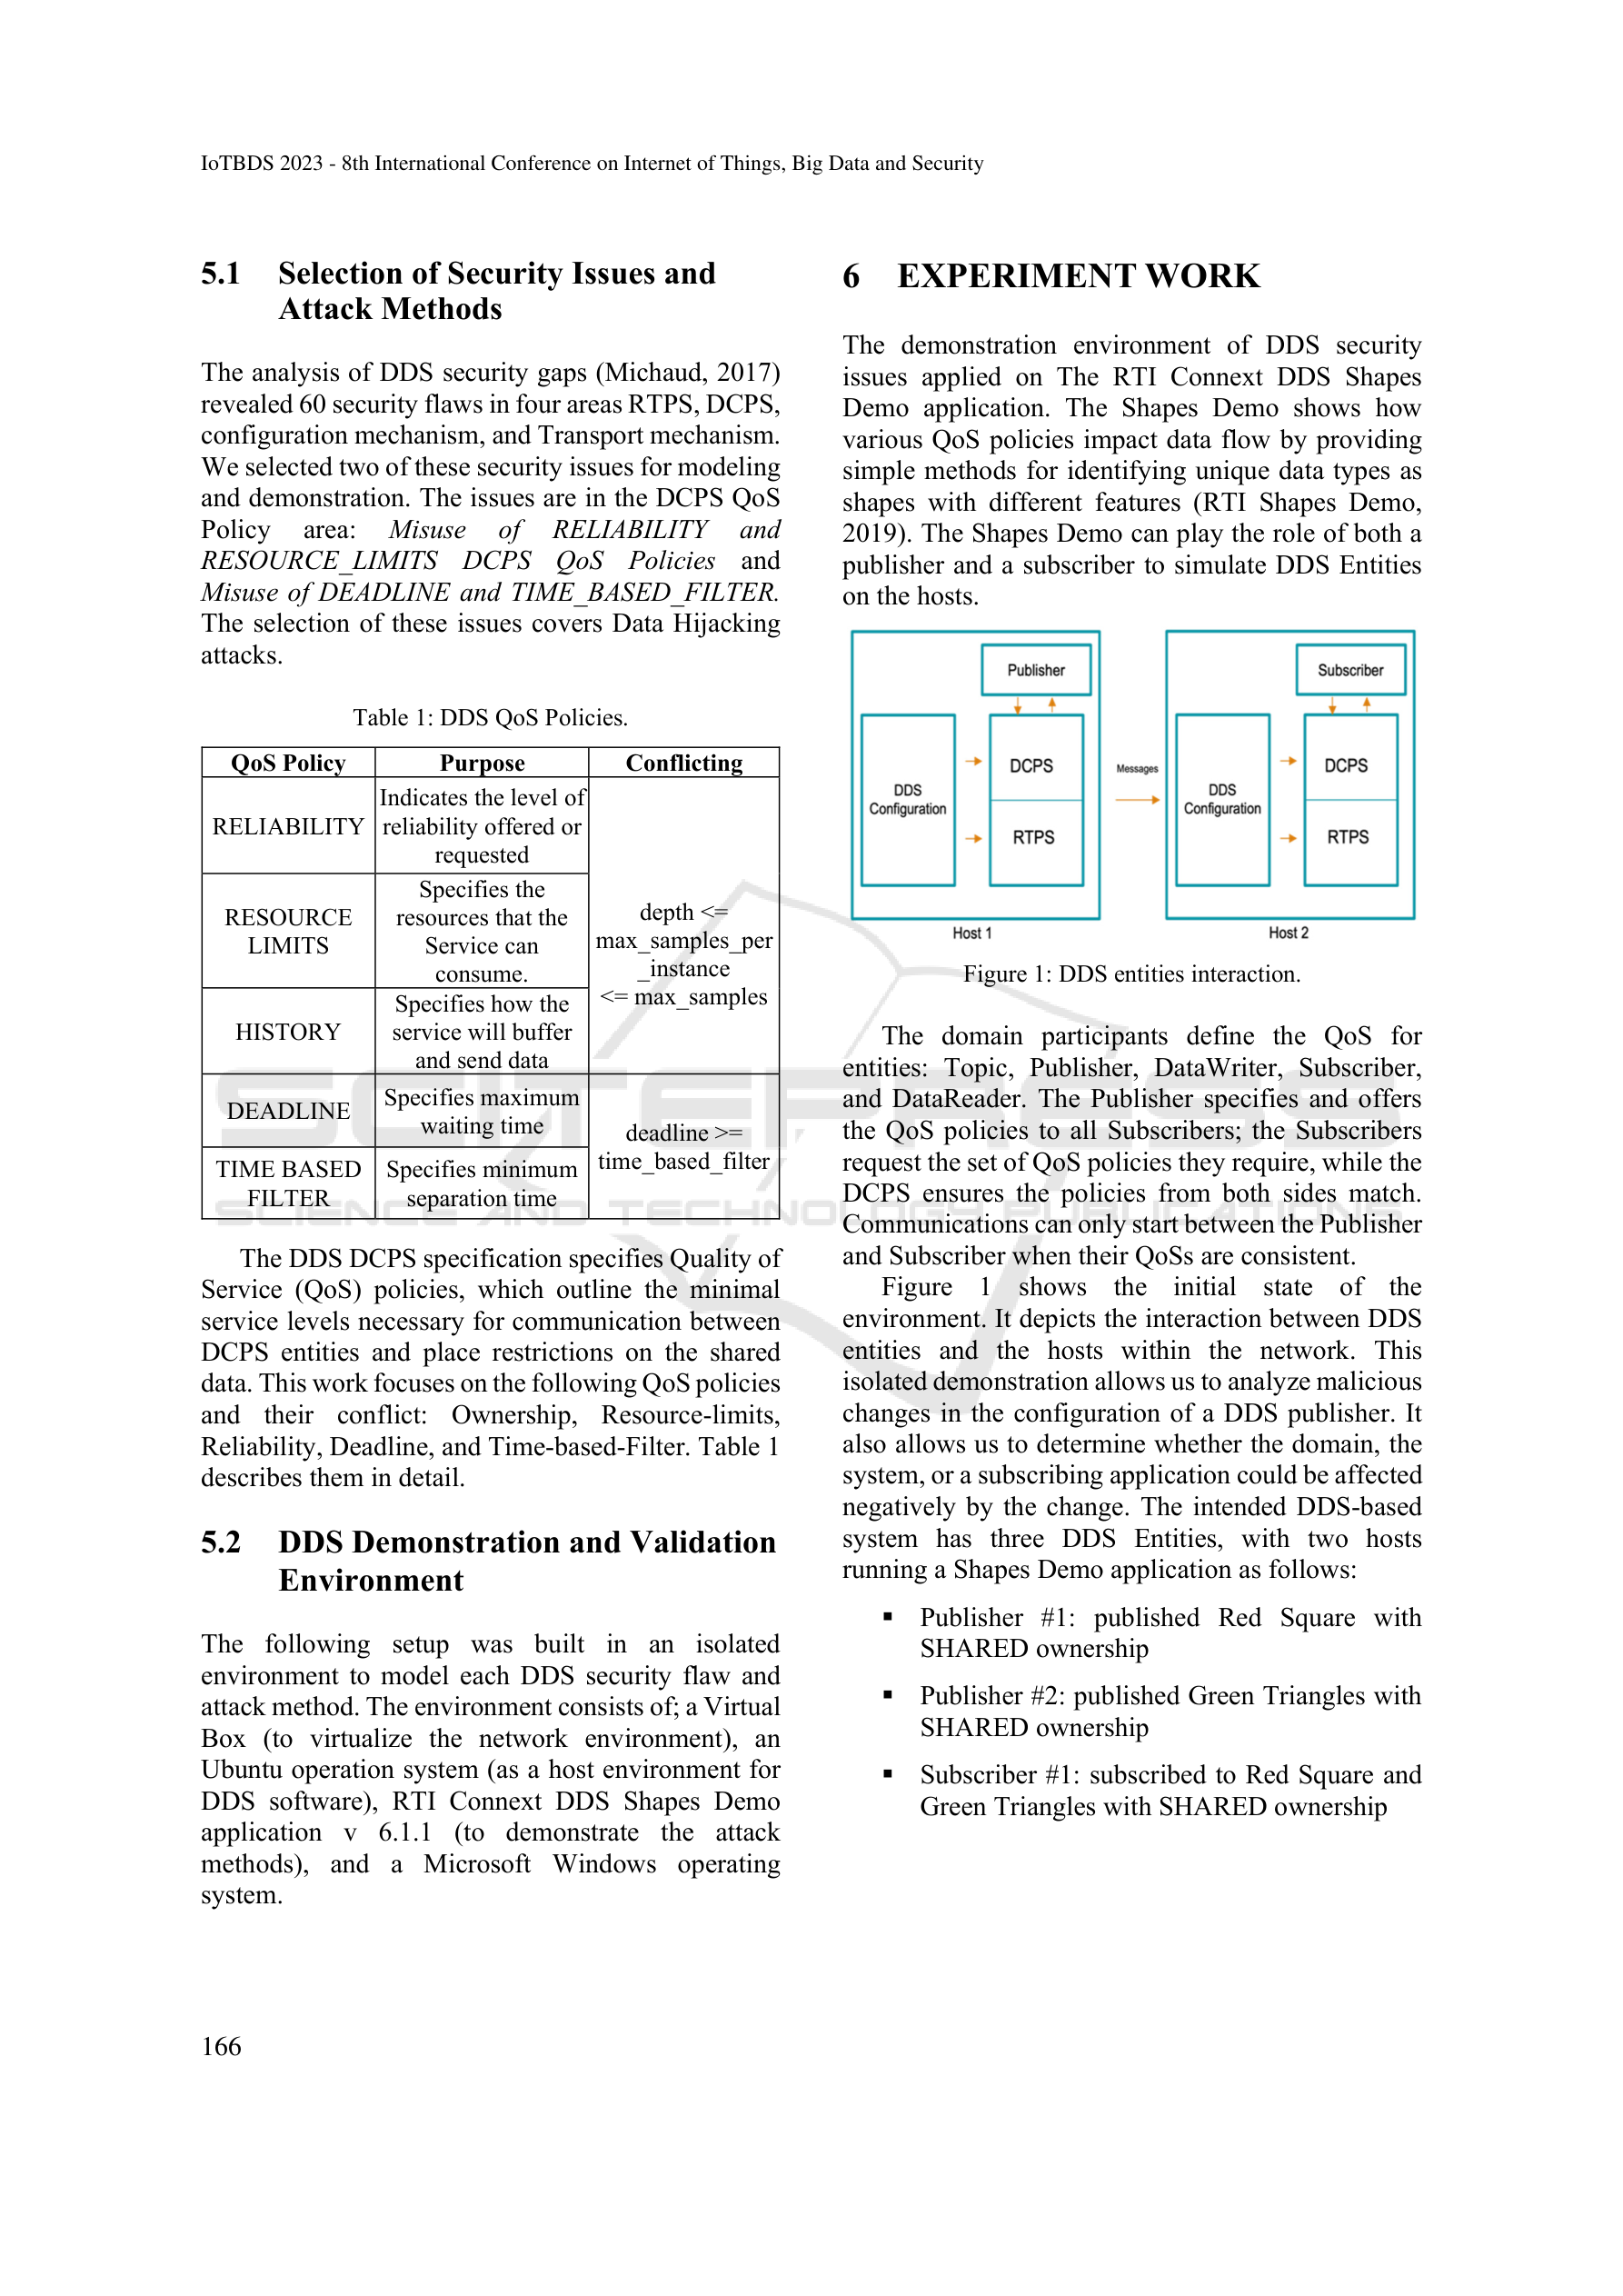 IoTBDS 2023 - 8th International Conference on Internet of Things, Big Data and Security
5.1 Selection of Security Issues and
Attack Methods
The analysis of DDS security gaps (Michaud, 2017)
revealed 60 security flaws in four areas RTPS, DCPS,
configuration mechanism, and Transport mechanism.
We selected two of these security issues for modeling
and demonstration. The issues are in the DCPS QoS
Policy area: Misuse of RELIABILITY and
RESOURCE_LIMITS DCPS QoS Policies and
Misuse of DEADLINE and TIME_BASED_FILTER.
The selection of these issues covers Data Hijacking
attacks.
Table 1: DDS QoS Policies.
QoS Policy Purpose Conflicting
RELIABILITY
Indicates the level of
reliability offered or
requested
RESOURCE
LIMITS
Specifies the
resources that the
Service can
consume.
HISTORY
Specifies how the
service will buffer
and send data
depth <=
max_samples_per
_instance
<= max_samples
DEADLINE
Specifies maximum
waiting time
TIME BASED
FILTER
Specifies minimum
separation time
deadline >=
time_based_filter
The DDS DCPS specification specifies Quality of
Service (QoS) policies, which outline the minimal
service levels necessary for communication between
DCPS entities and place restrictions on the shared
data. This work focuses on the following QoS policies
and their conflict: Ownership, Resource-limits,
Reliability, Deadline, and Time-based-Filter. Table 1
describes them in detail.
5.2 DDS Demonstration and Validation
Environment
The following setup was built in an isolated
environment to model each DDS security flaw and
attack method. The environment consists of; a Virtual
Box (to virtualize the network environment), an
Ubuntu operation system (as a host environment for
DDS software), RTI Connext DDS Shapes Demo
application v 6.1.1 (to demonstrate the attack
methods), and a Microsoft Windows operating
system.
6 EXPERIMENT WORK
The demonstration environment of DDS security
issues applied on The RTI Connext DDS Shapes
Demo application. The Shapes Demo shows how
various QoS policies impact data flow by providing
simple methods for identifying unique data types as
shapes with different features (RTI Shapes Demo,
2019). The Shapes Demo can play the role of both a
publisher and a subscriber to simulate DDS Entities
on the hosts.
Publisher
DDS
Configuration
DCPS
RTPS
Host 1
Messages
Subscriber
DDS
Configuration
DCPS
RTPS
Host 2
Figure 1: DDS entities interaction.
The domain participants define the QoS for
entities: Topic, Publisher, DataWriter, Subscriber,
and DataReader. The Publisher specifies and offers
the QoS policies to all Subscribers; the Subscribers
request the set of QoS policies they require, while the
DCPS ensures the policies from both sides match.
Communications can only start between the Publisher
and Subscriber when their QoSs are consistent.
Figure 1 shows the initial state of the
environment. It depicts the interaction between DDS
entities and the hosts within the network. This
isolated demonstration allows us to analyze malicious
changes in the configuration of a DDS publisher. It
also allows us to determine whether the domain, the
system, or a subscribing application could be affected
negatively by the change. The intended DDS-based
system has three DDS Entities, with two hosts
running a Shapes Demo application as follows:
▪ Publisher #1: published Red Square with
SHARED ownership
▪ Publisher #2: published Green Triangles with
SHARED ownership
▪ Subscriber #1: subscribed to Red Square and
Green Triangles with SHARED ownership
SCITEPRESS
SCIENCE AND TECHNOLOGY PUBLICATIONS
166